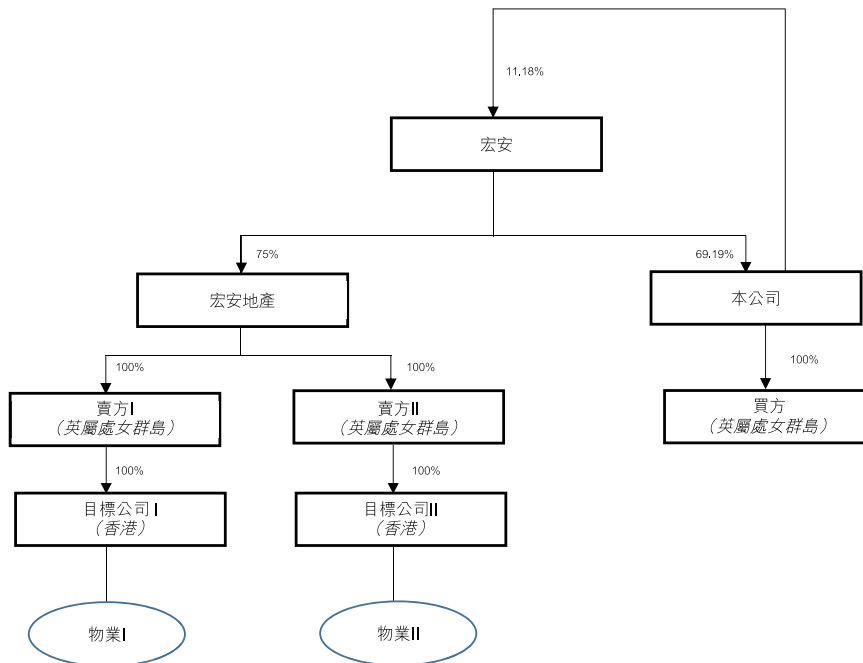 11.18%
宏安
75%
69.19%
宏安地產
本公司
100%
100%
100%
賣方I
(英屬處女群島)
賣方II
(英屬處女群島)
買方
(英屬處女群島)
100%
100%
目標公司 I
(香港)
目標公司II
(香港)
物業I
物業II